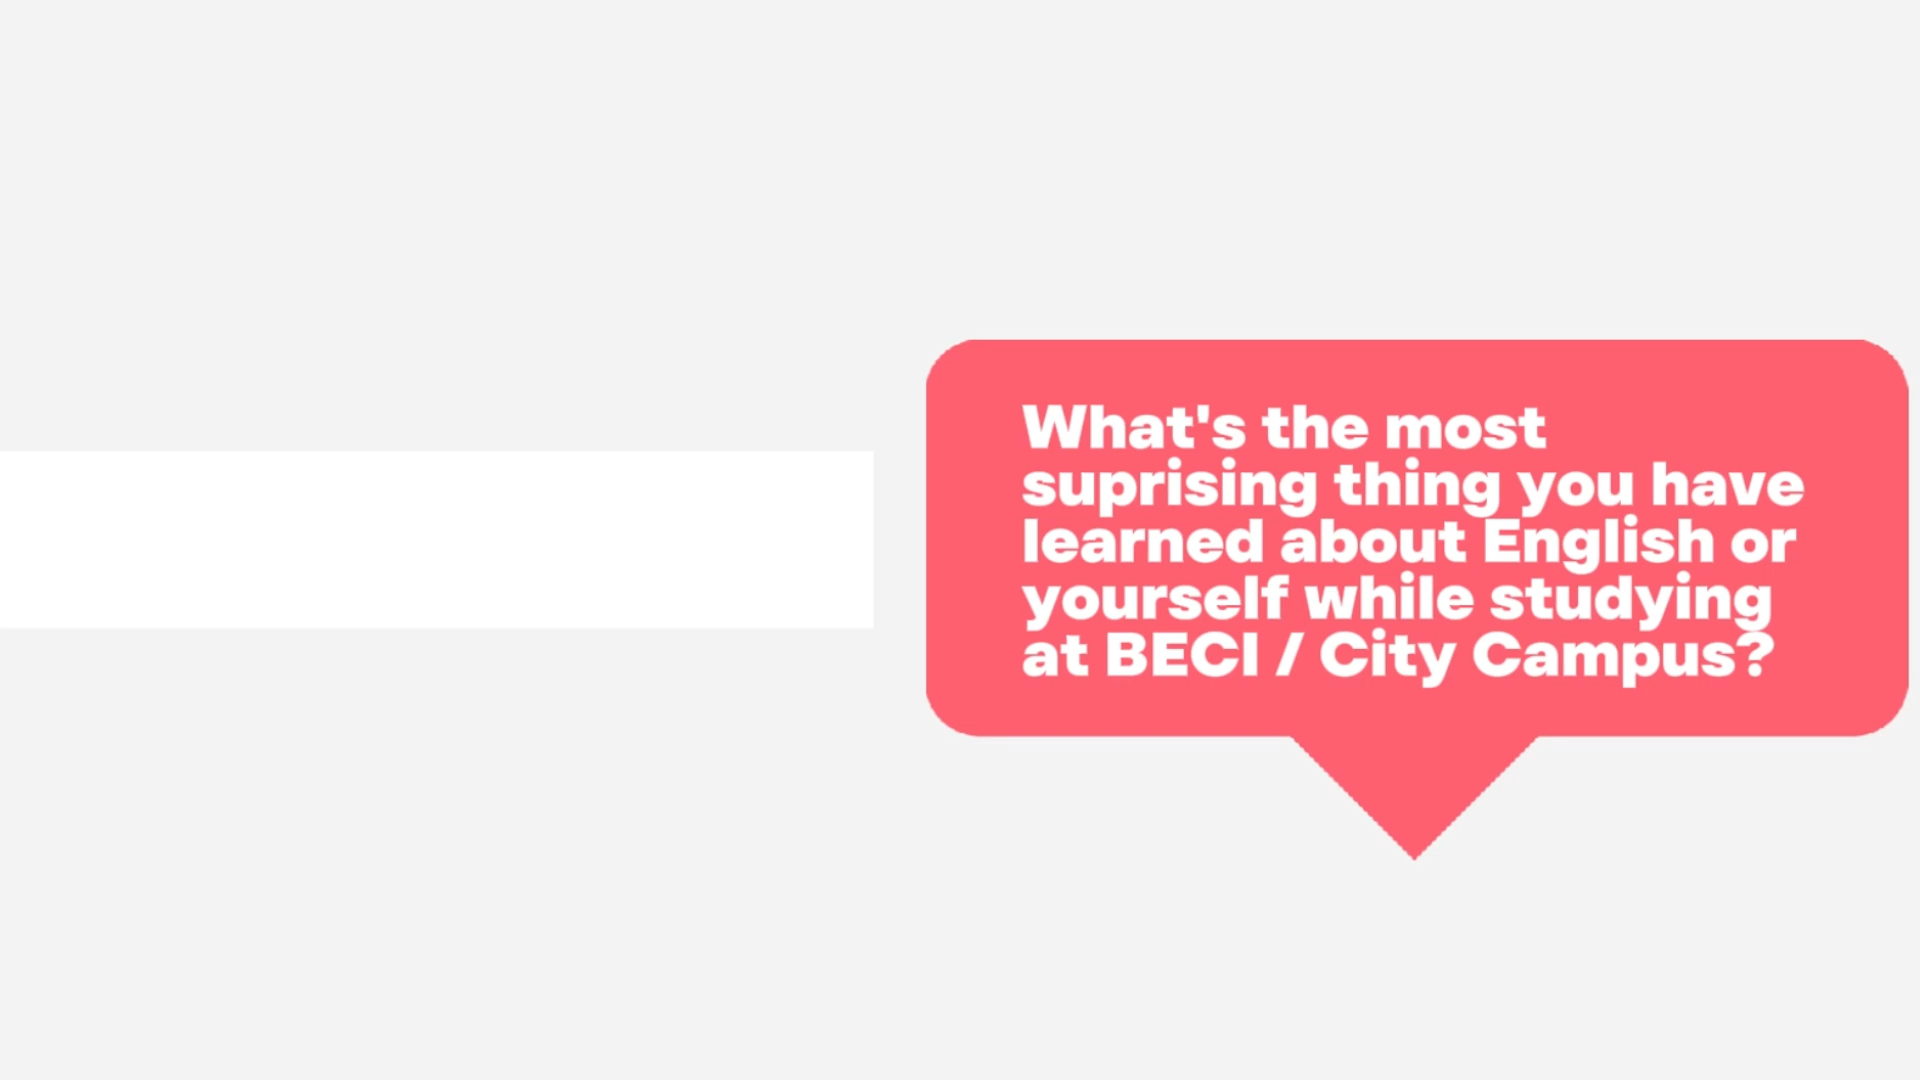 What's the most
suprising thing you have
learned about English or
yourself while studying
at BECI / City Campus?